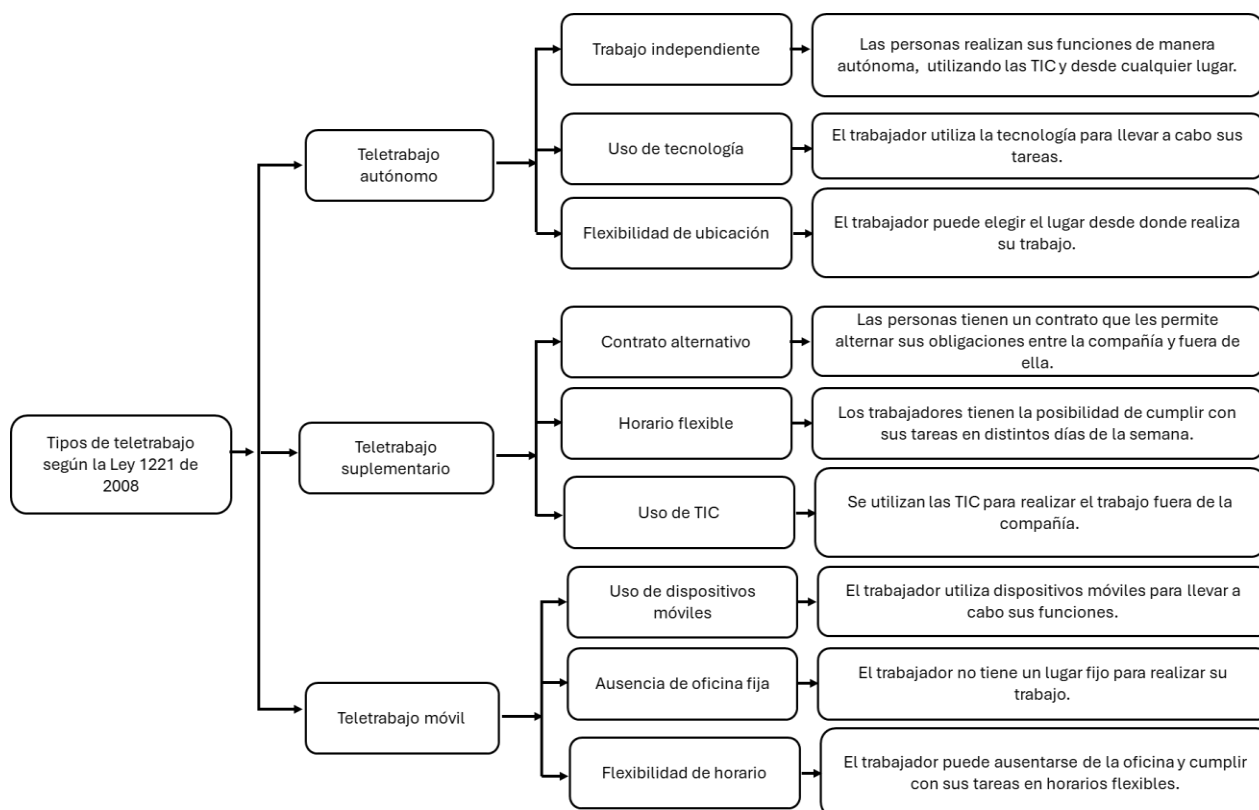 Tipos de teletrabajo
según la Ley 1221 de
2008
Teletrabajo
autónomo
Trabajo independiente
Las personas realizan sus funciones de manera
autónoma, utilizando las TIC y desde cualquier lugar.
Uso de tecnología
El trabajador utiliza la tecnología para llevar a cabo sus
tareas.
Flexibilidad de ubicación
El trabajador puede elegir el lugar desde donde realiza
su trabajo.
Teletrabajo
suplementario
Contrato alternativo
Las personas tienen un contrato que les permite
alternar sus obligaciones entre la compañía y fuera de
ella.
Horario flexible
Los trabajadores tienen la posibilidad de cumplir con
sus tareas en distintos días de la semana.
Uso de TIC
Se utilizan las TIC para realizar el trabajo fuera de la
compañía.
Teletrabajo móvil
Uso de dispositivos
móviles
El trabajador utiliza dispositivos móviles para llevar a
cabo sus funciones.
Ausencia de oficina fija
El trabajador no tiene un lugar fijo para realizar su
trabajo.
Flexibilidad de horario
El trabajador puede ausentarse de la oficina y cumplir
con sus tareas en horarios flexibles.